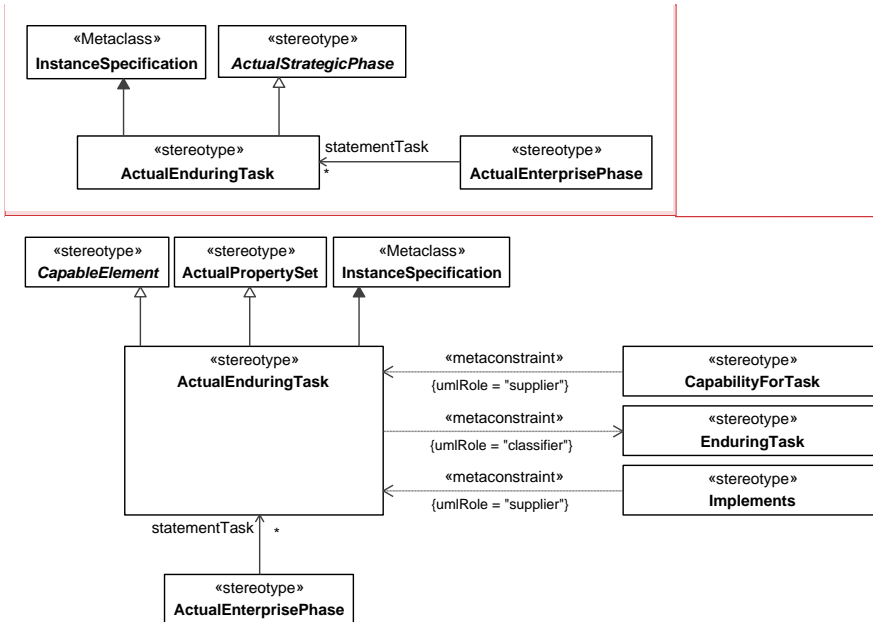 «Metaclass»
InstanceSpecification
«stereotype»
ActualStrategicPhase
«stereotype»
ActualEnduringTask
statementTask
*
«stereotype»
ActualEnterprisePhase
«stereotype»
CapableElement
«stereotype»
ActualPropertySet
«Metaclass»
InstanceSpecification
«stereotype»
ActualEnduringTask
«metaconstraint»
{umlRole = "supplier"}
«stereotype»
CapabilityForTask
«metaconstraint»
{umlRole = "classifier"}
«stereotype»
EnduringTask
«metaconstraint»
{umlRole = "supplier"}
«stereotype»
Implements
statementTask
*
«stereotype»
ActualEnterprisePhase